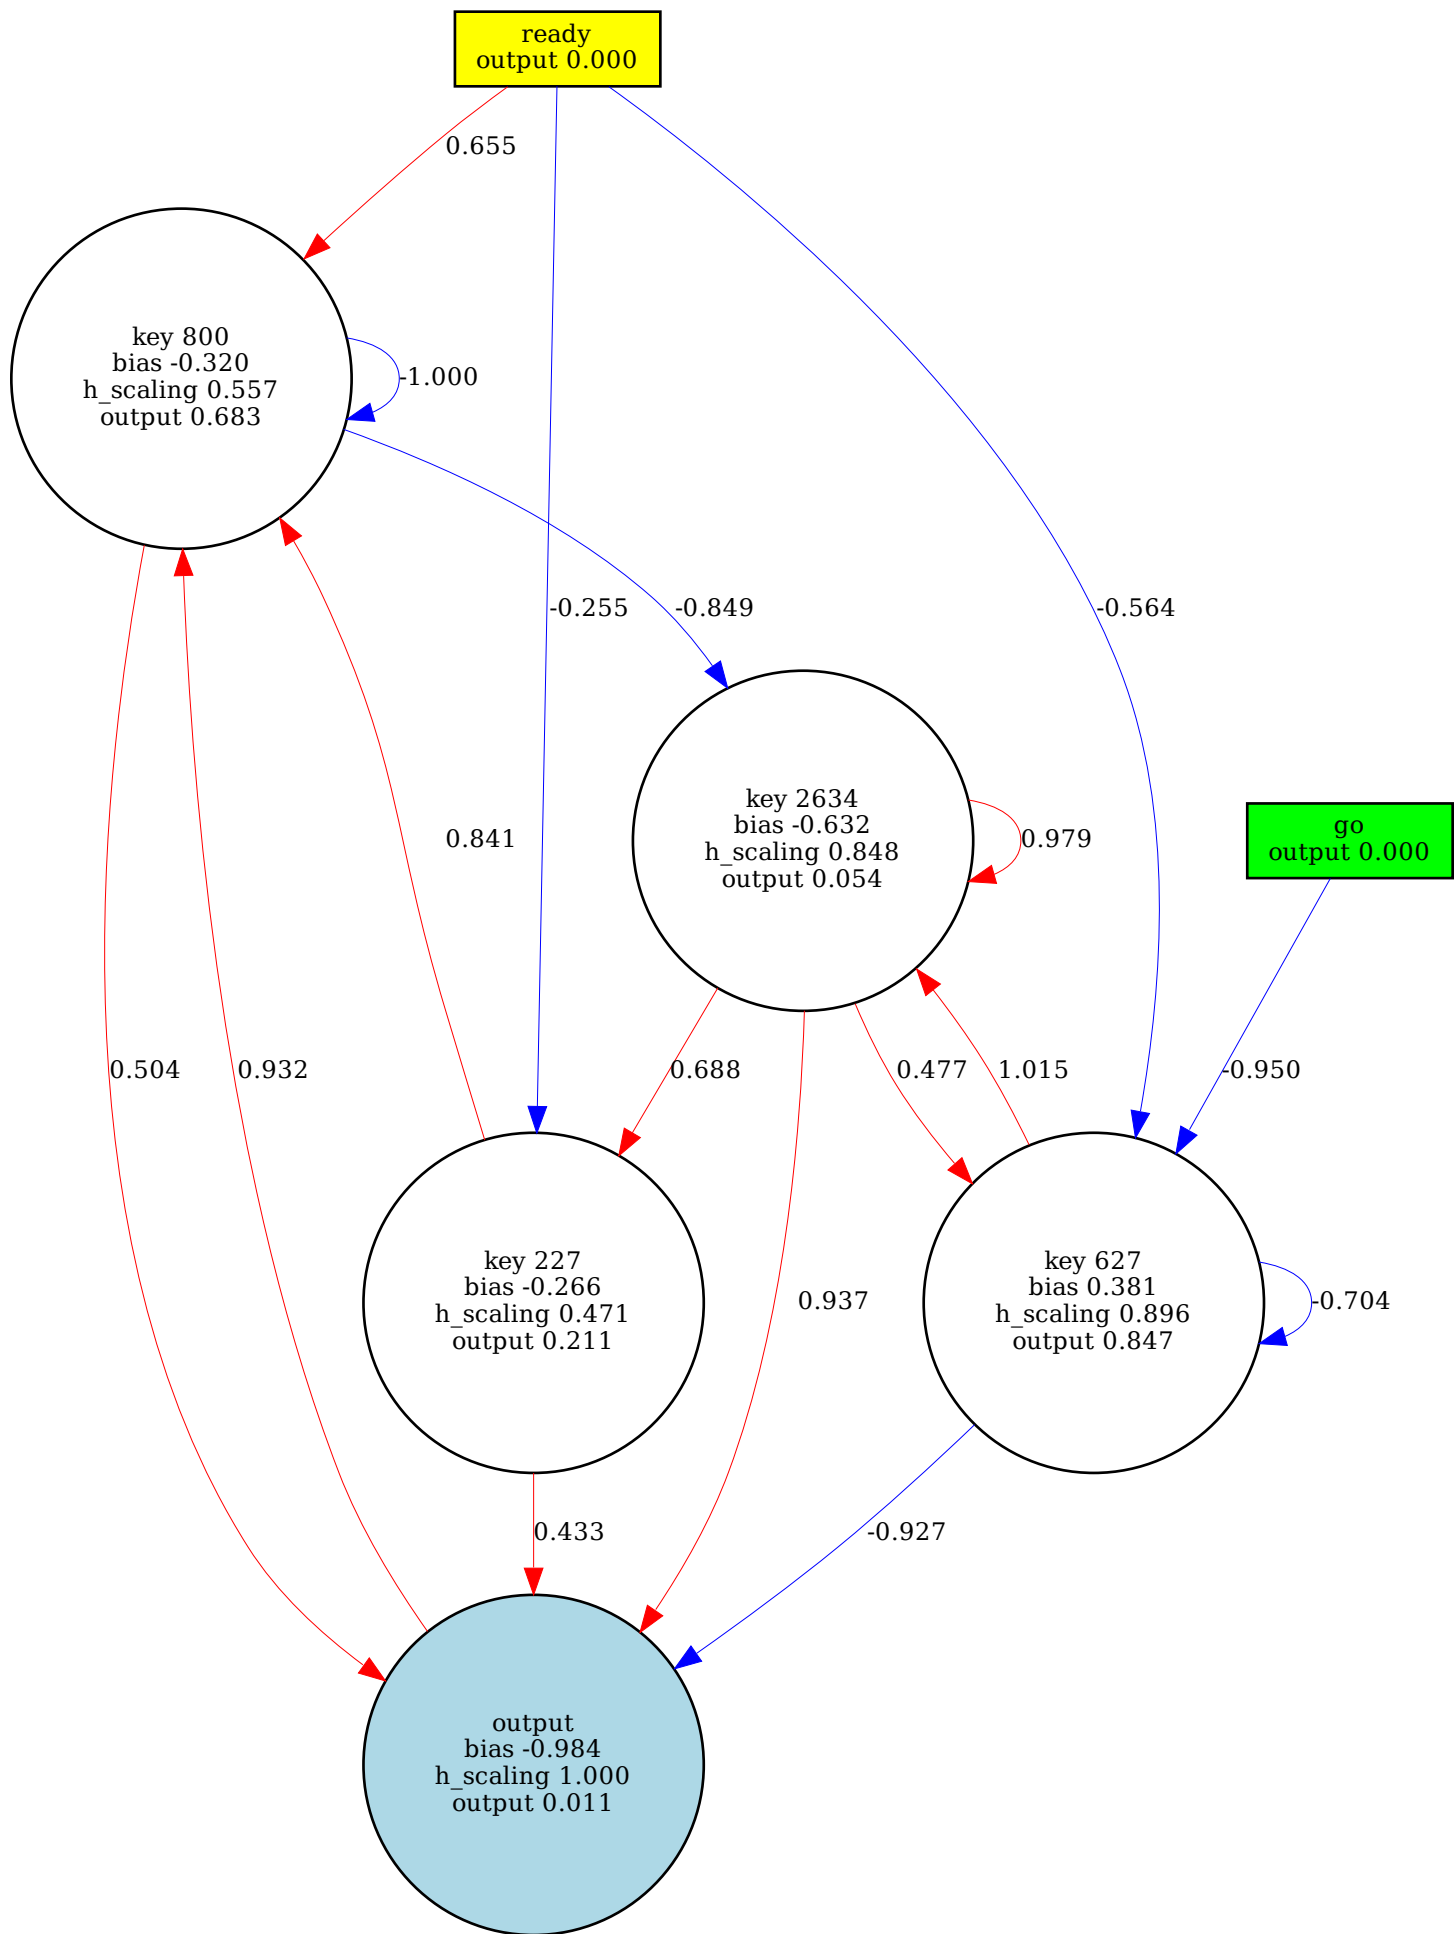 ready
output 0.000
0.655
key 800
bias -0.320
h_scaling 0.557
output 0.683
-1.000
-0.255
-0.849
-0.564
key 2634
bias -0.632
h_scaling 0.848
output 0.054
0.979
go
output 0.000
0.841
0.504
0.932
0.688
0.477
1.015
-0.950
key 227
bias -0.266
h_scaling 0.471
output 0.211
0.937
key 627
bias 0.381
h_scaling 0.896
output 0.847
-0.704
0.433
-0.927
output
bias -0.984
h_scaling 1.000
output 0.011